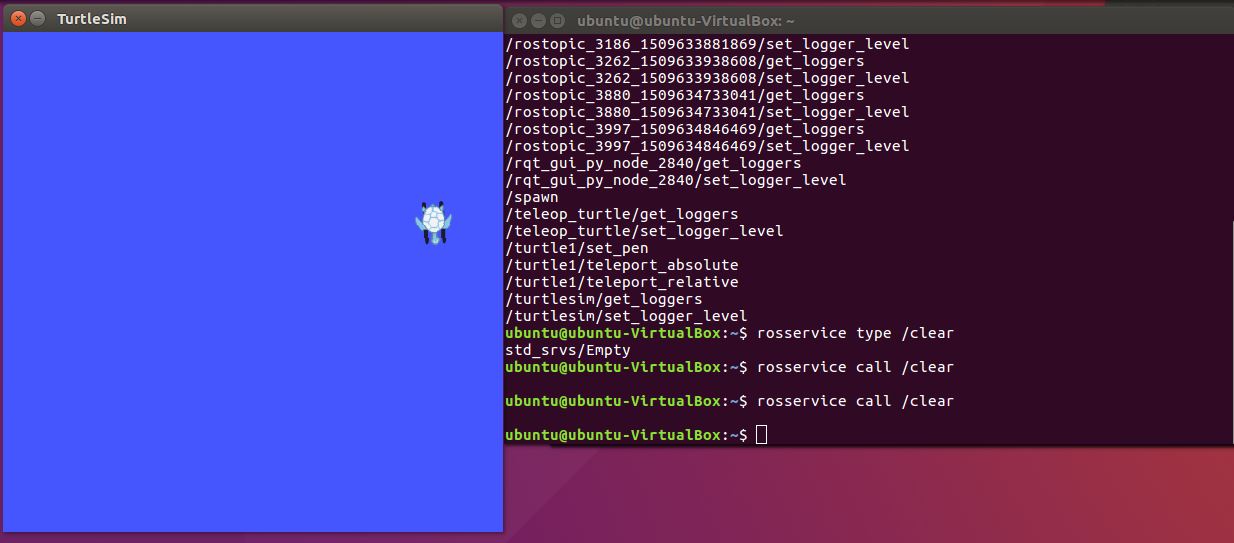 TurtleSim
ubuntu@ubuntu-VirtualBox: ~
/rostopic_3186_1509633881869/set_logger_level
/rostopic_3262_1509633938608/get_loggers
/rostopic_3262_1509633938608/set_logger_level
/rostopic_3880_1509634733041/get_loggers
/rostopic_3880_1509634733041/set_logger_level
/rostopic_3997_1509634846469/get_loggers
/rostopic_3997_1509634846469/set_logger_level
/rqt_gui_py_node_2840/get_loggers
/rqt_gui_py_node_2840/set_logger_level
/spawn
/teleop_turtle/get_loggers
/teleop_turtle/set_logger_level
/turtle1/set_pen
/turtle1/teleport_absolute
/turtle1/teleport_relative
/turtlesim/get_loggers
/turtlesim/set_logger_level
ubuntu@ubuntu-VirtualBox:~$ rosservice type /clear
std_srvs/Empty
ubuntu@ubuntu-VirtualBox:~$ rosservice call /clear
ubuntu@ubuntu-VirtualBox:~$ rosservice call /clear
ubuntu@ubuntu-VirtualBox:~$